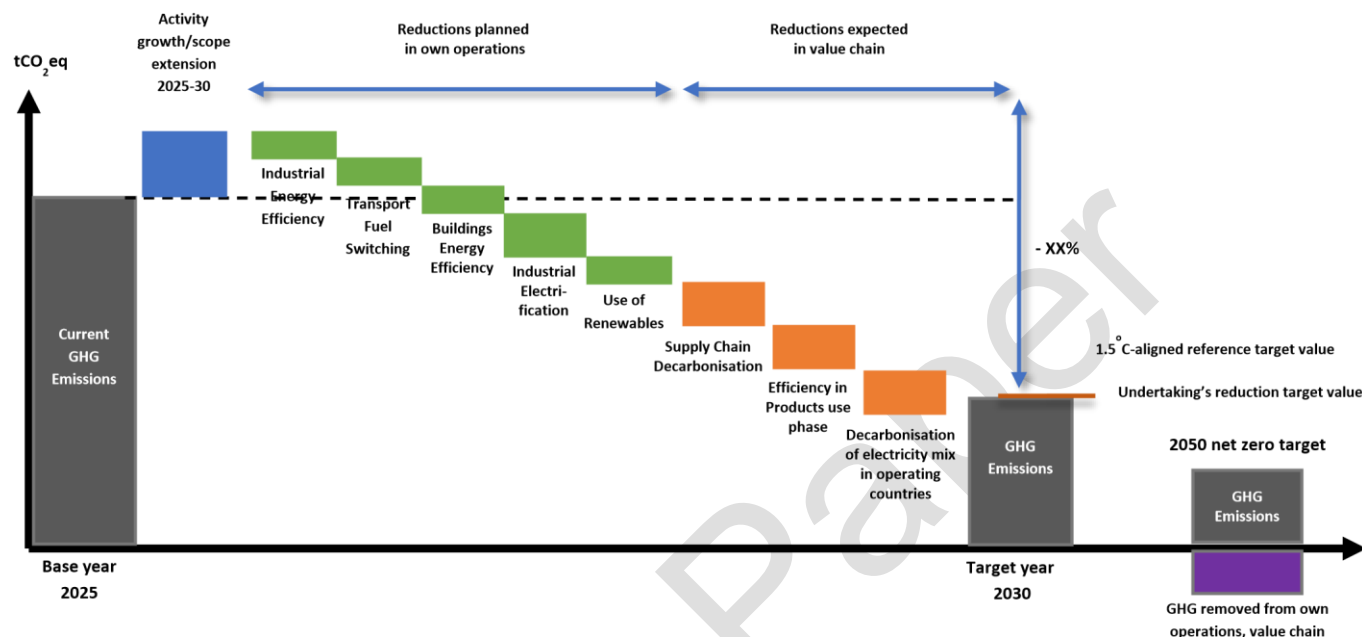 Activity
growth/scope
extension
2025-30
Reductions planned
in own operations
Reductions expected
in value chain
tCO2eq
Industrial
Energy
Efficiency
Transport
Fuel
Switching
Buildings
Energy
Efficiency
Industrial
Electri-
fication
Use of
Renewables
Supply Chain
Decarbonisation
Efficiency in
Products use
phase
Decarbonisation
of electricity mix
in operating
countries
- XX%
1.5°C-aligned reference target value
Undertaking's reduction target value
Current
GHG
Emissions
GHG
Emissions
2050 net zero target
GHG
Emissions
Base year
2025
Target year
2030
GHG removed from own
operations, value chain
Paper